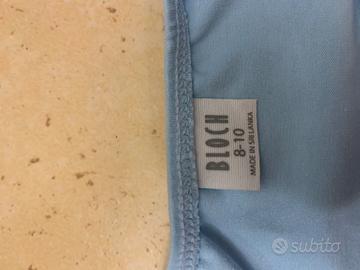 BLOCH
8-10
MADE IN SRI LANKA
subito